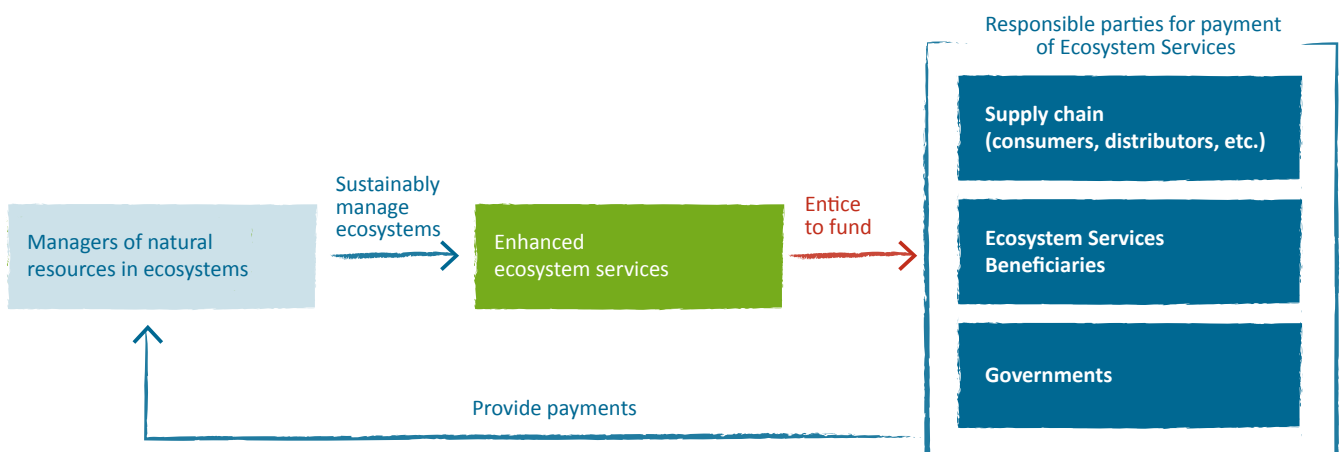 Responsible parties for payment
of Ecosystem Services
Supply chain
(consumers, distributors, etc.)
Sustainably
manage
ecosystems
Entice
to fund
Managers of natural
resources in ecosystems
Enhanced
ecosystem services
Ecosystem Services
Beneficiaries
Governments
Provide payments